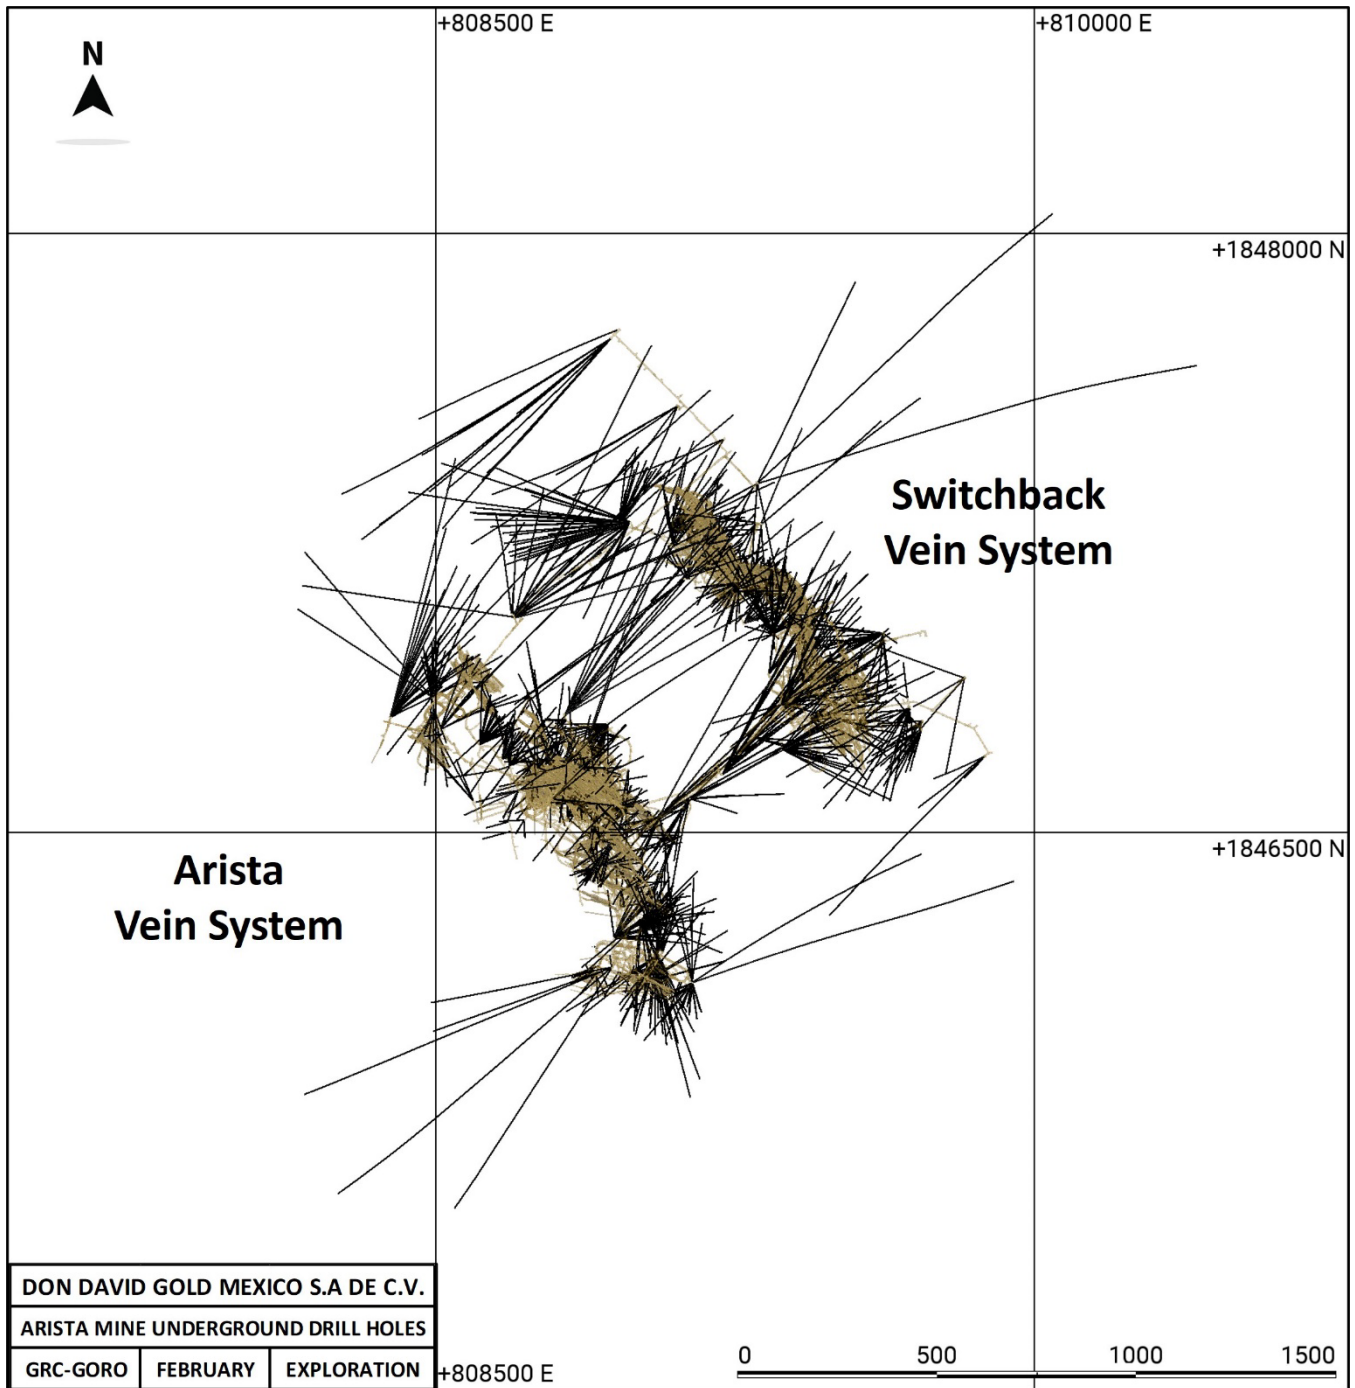 +808500 E
+810000 E
N
+1848000 N
Switchback
Vein System
+1846500 N
Arista
Vein System
DON DAVID GOLD MEXICO S.A DE C.V.
ARISTA MINE UNDERGROUND DRILL HOLES
GRC-GORO FEBRUARY EXPLORATION
+808500 E
0 500 1000 1500